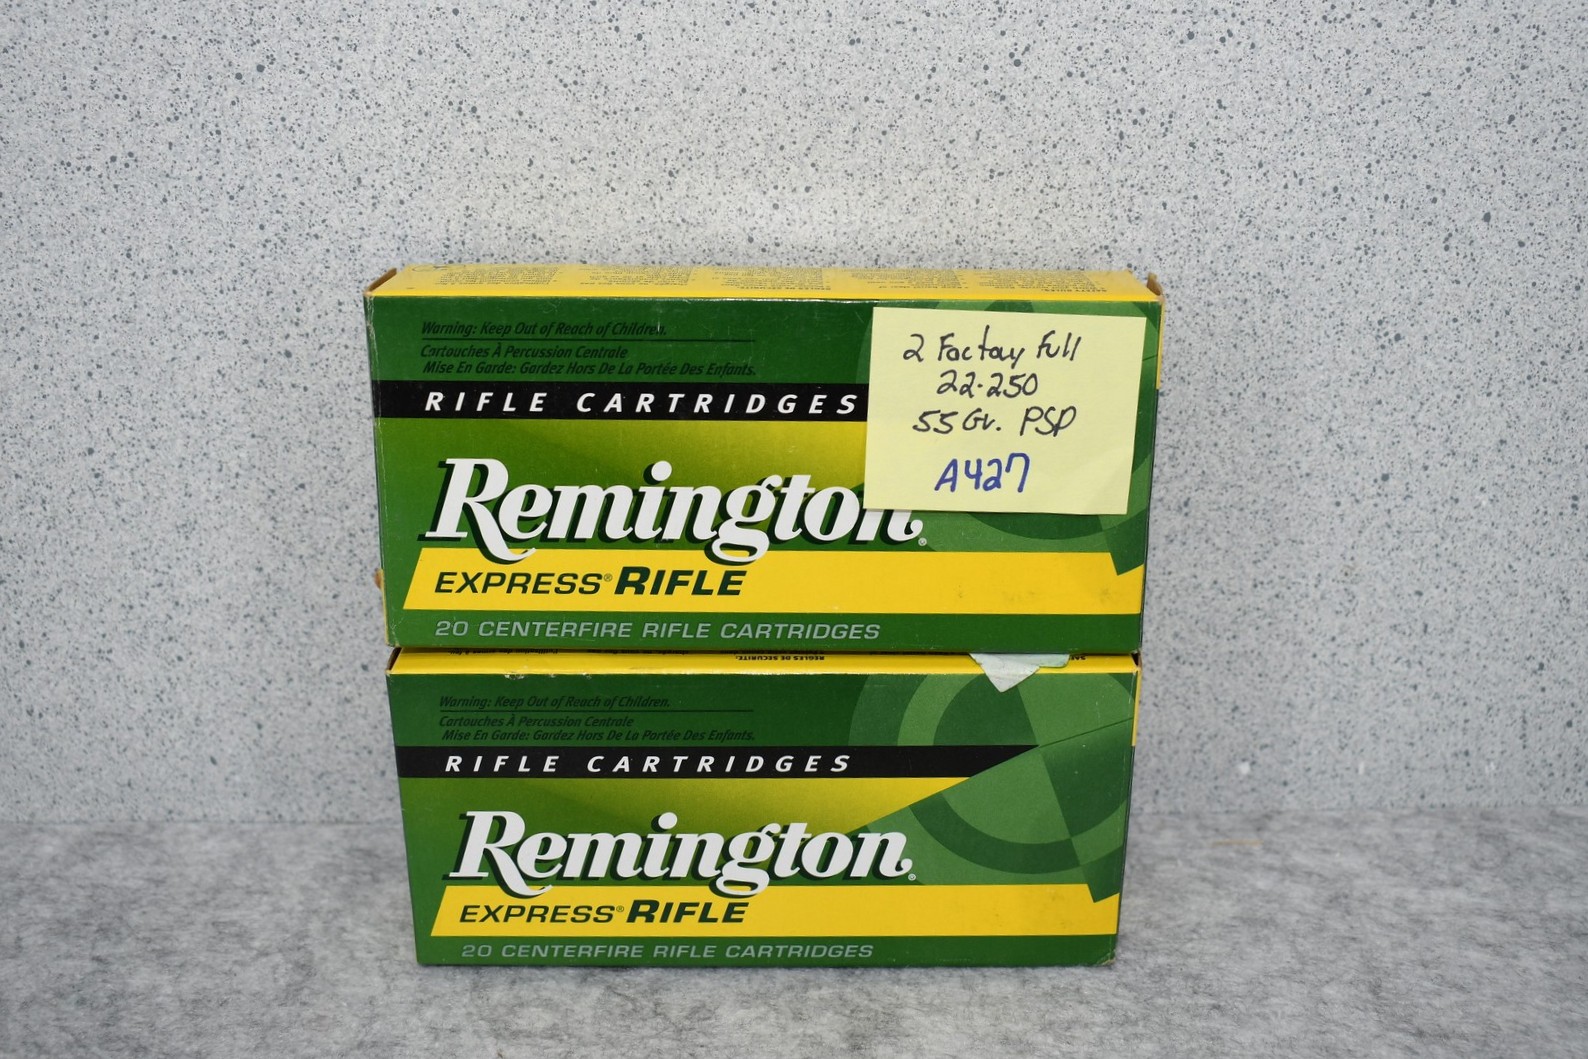 Warning: Keep Out of Reach of Children.
Cartouches À Percussion Centrale
Mise En Garde: Gardez Hors De La Portée Des Enfants.
RIFLE CARTRIDGES
2 Factory Full
22-250
55 Gr. PSP
A427
Remington®
EXPRESS® RIFLE
20 CENTERFIRE RIFLE CARTRIDGES
RÈGLES DE SÉCURITÉ:
Warning: Keep Out of Reach of Children.
Cartouches À Percussion Centrale
Mise En Garde: Gardez Hors De La Portée Des Enfants.
RIFLE CARTRIDGES
Remington®
EXPRESS® RIFLE
20 CENTERFIRE RIFLE CARTRIDGES